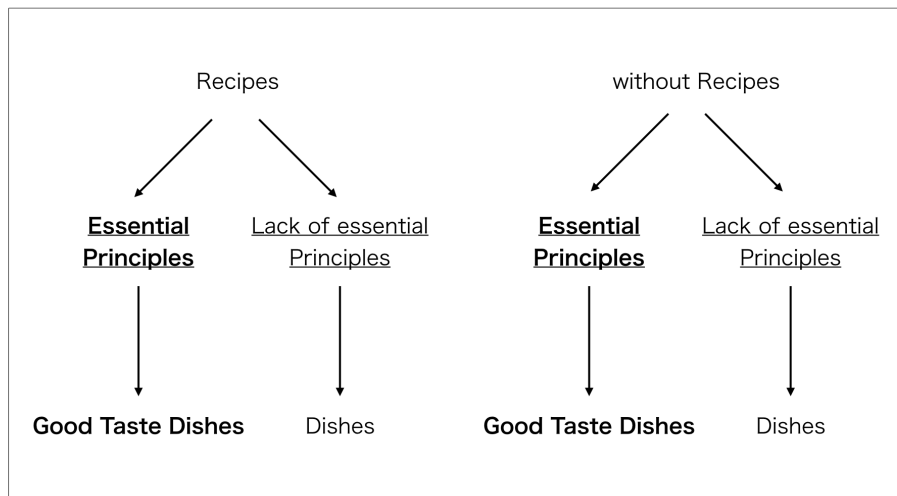 Recipes
without Recipes
Essential
Principles
Lack of essential
Principles
Essential
Principles
Lack of essential
Principles
Good Taste Dishes
Dishes
Good Taste Dishes
Dishes